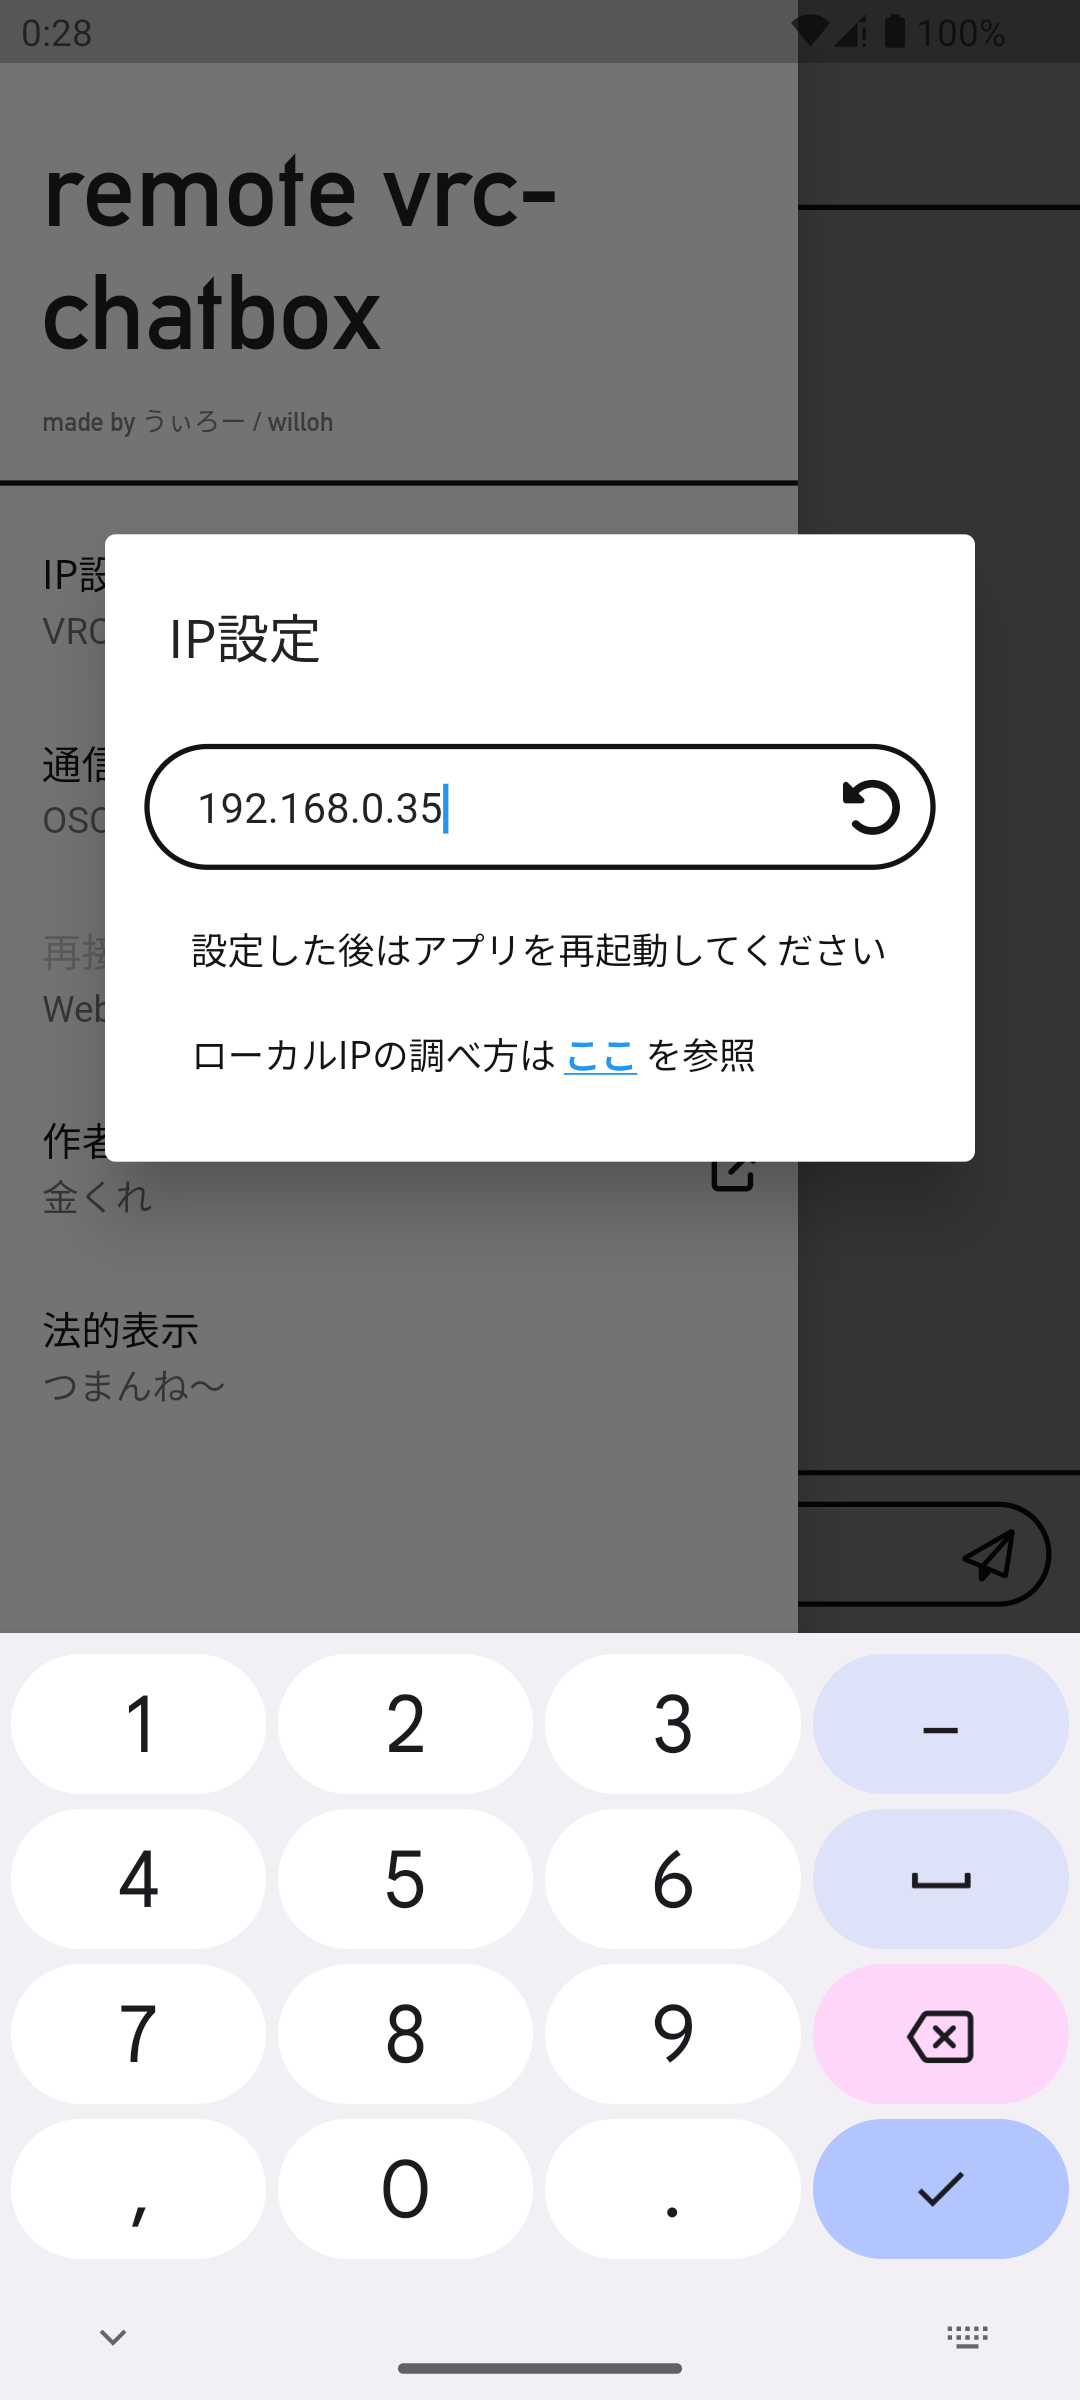 0:28
100%
remote vrc-
chatbox
made by うぃろー / willoh
IP設
VRC
IP設定
通信
192.168.0.35
OSC
再接
設定した後はアプリを再起動してください
Web
ローカルIPの調べ方は ここ を参照
作者
金くれ
法的表示
つまんね〜
1 2 3 –
4 5 6
7 8 9
, 0 .